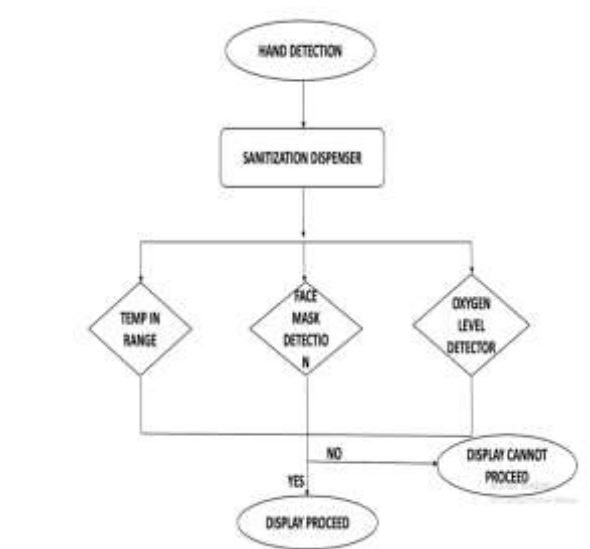 HAND DETECTION
SANITIZATION DISPENSER
TEMP IN
RANGE
FACE
MASK
DETECTIO
N
OXYGEN
LEVEL
DETECTOR
NO
DISPLAY CANNOT
PROCEED
YES
DISPLAY PROCEED